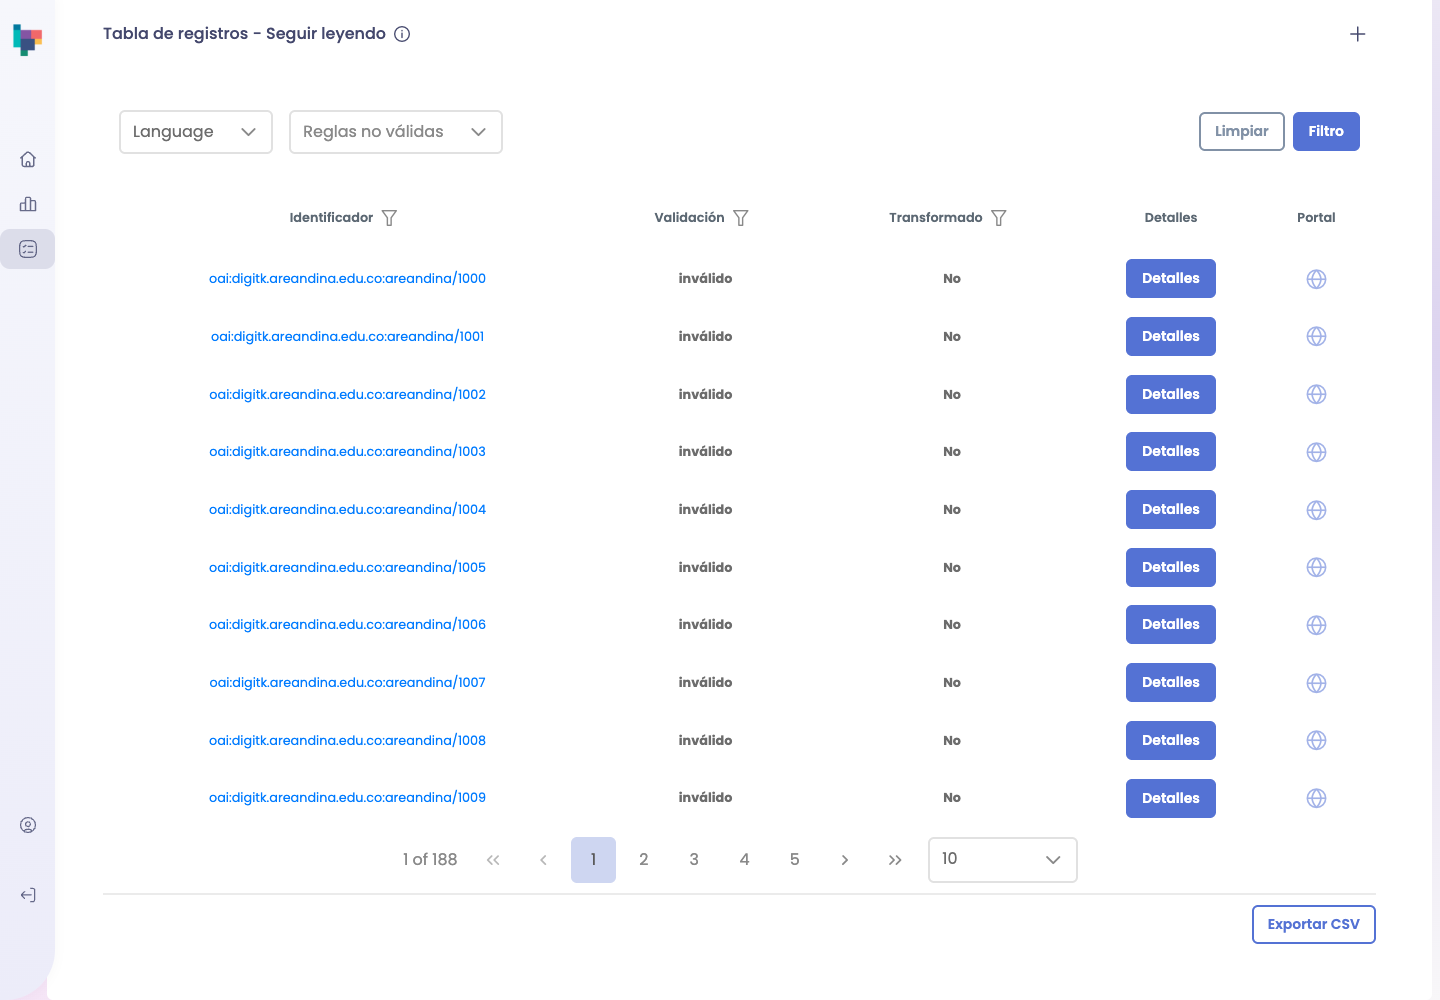 Tabla de registros - Seguir leyendo
Language
Reglas no válidas
Limpiar
Filtro
Identificador Validación Transformado Detalles Portal
oai:digitk.areandina.edu.co:areandina/1000 inválido No Detalles
oai:digitk.areandina.edu.co:areandina/1001 inválido No Detalles
oai:digitk.areandina.edu.co:areandina/1002 inválido No Detalles
oai:digitk.areandina.edu.co:areandina/1003 inválido No Detalles
oai:digitk.areandina.edu.co:areandina/1004 inválido No Detalles
oai:digitk.areandina.edu.co:areandina/1005 inválido No Detalles
oai:digitk.areandina.edu.co:areandina/1006 inválido No Detalles
oai:digitk.areandina.edu.co:areandina/1007 inválido No Detalles
oai:digitk.areandina.edu.co:areandina/1008 inválido No Detalles
oai:digitk.areandina.edu.co:areandina/1009 inválido No Detalles
1 of 188 « ‹ 1 2 3 4 5 › » 10
Exportar CSV